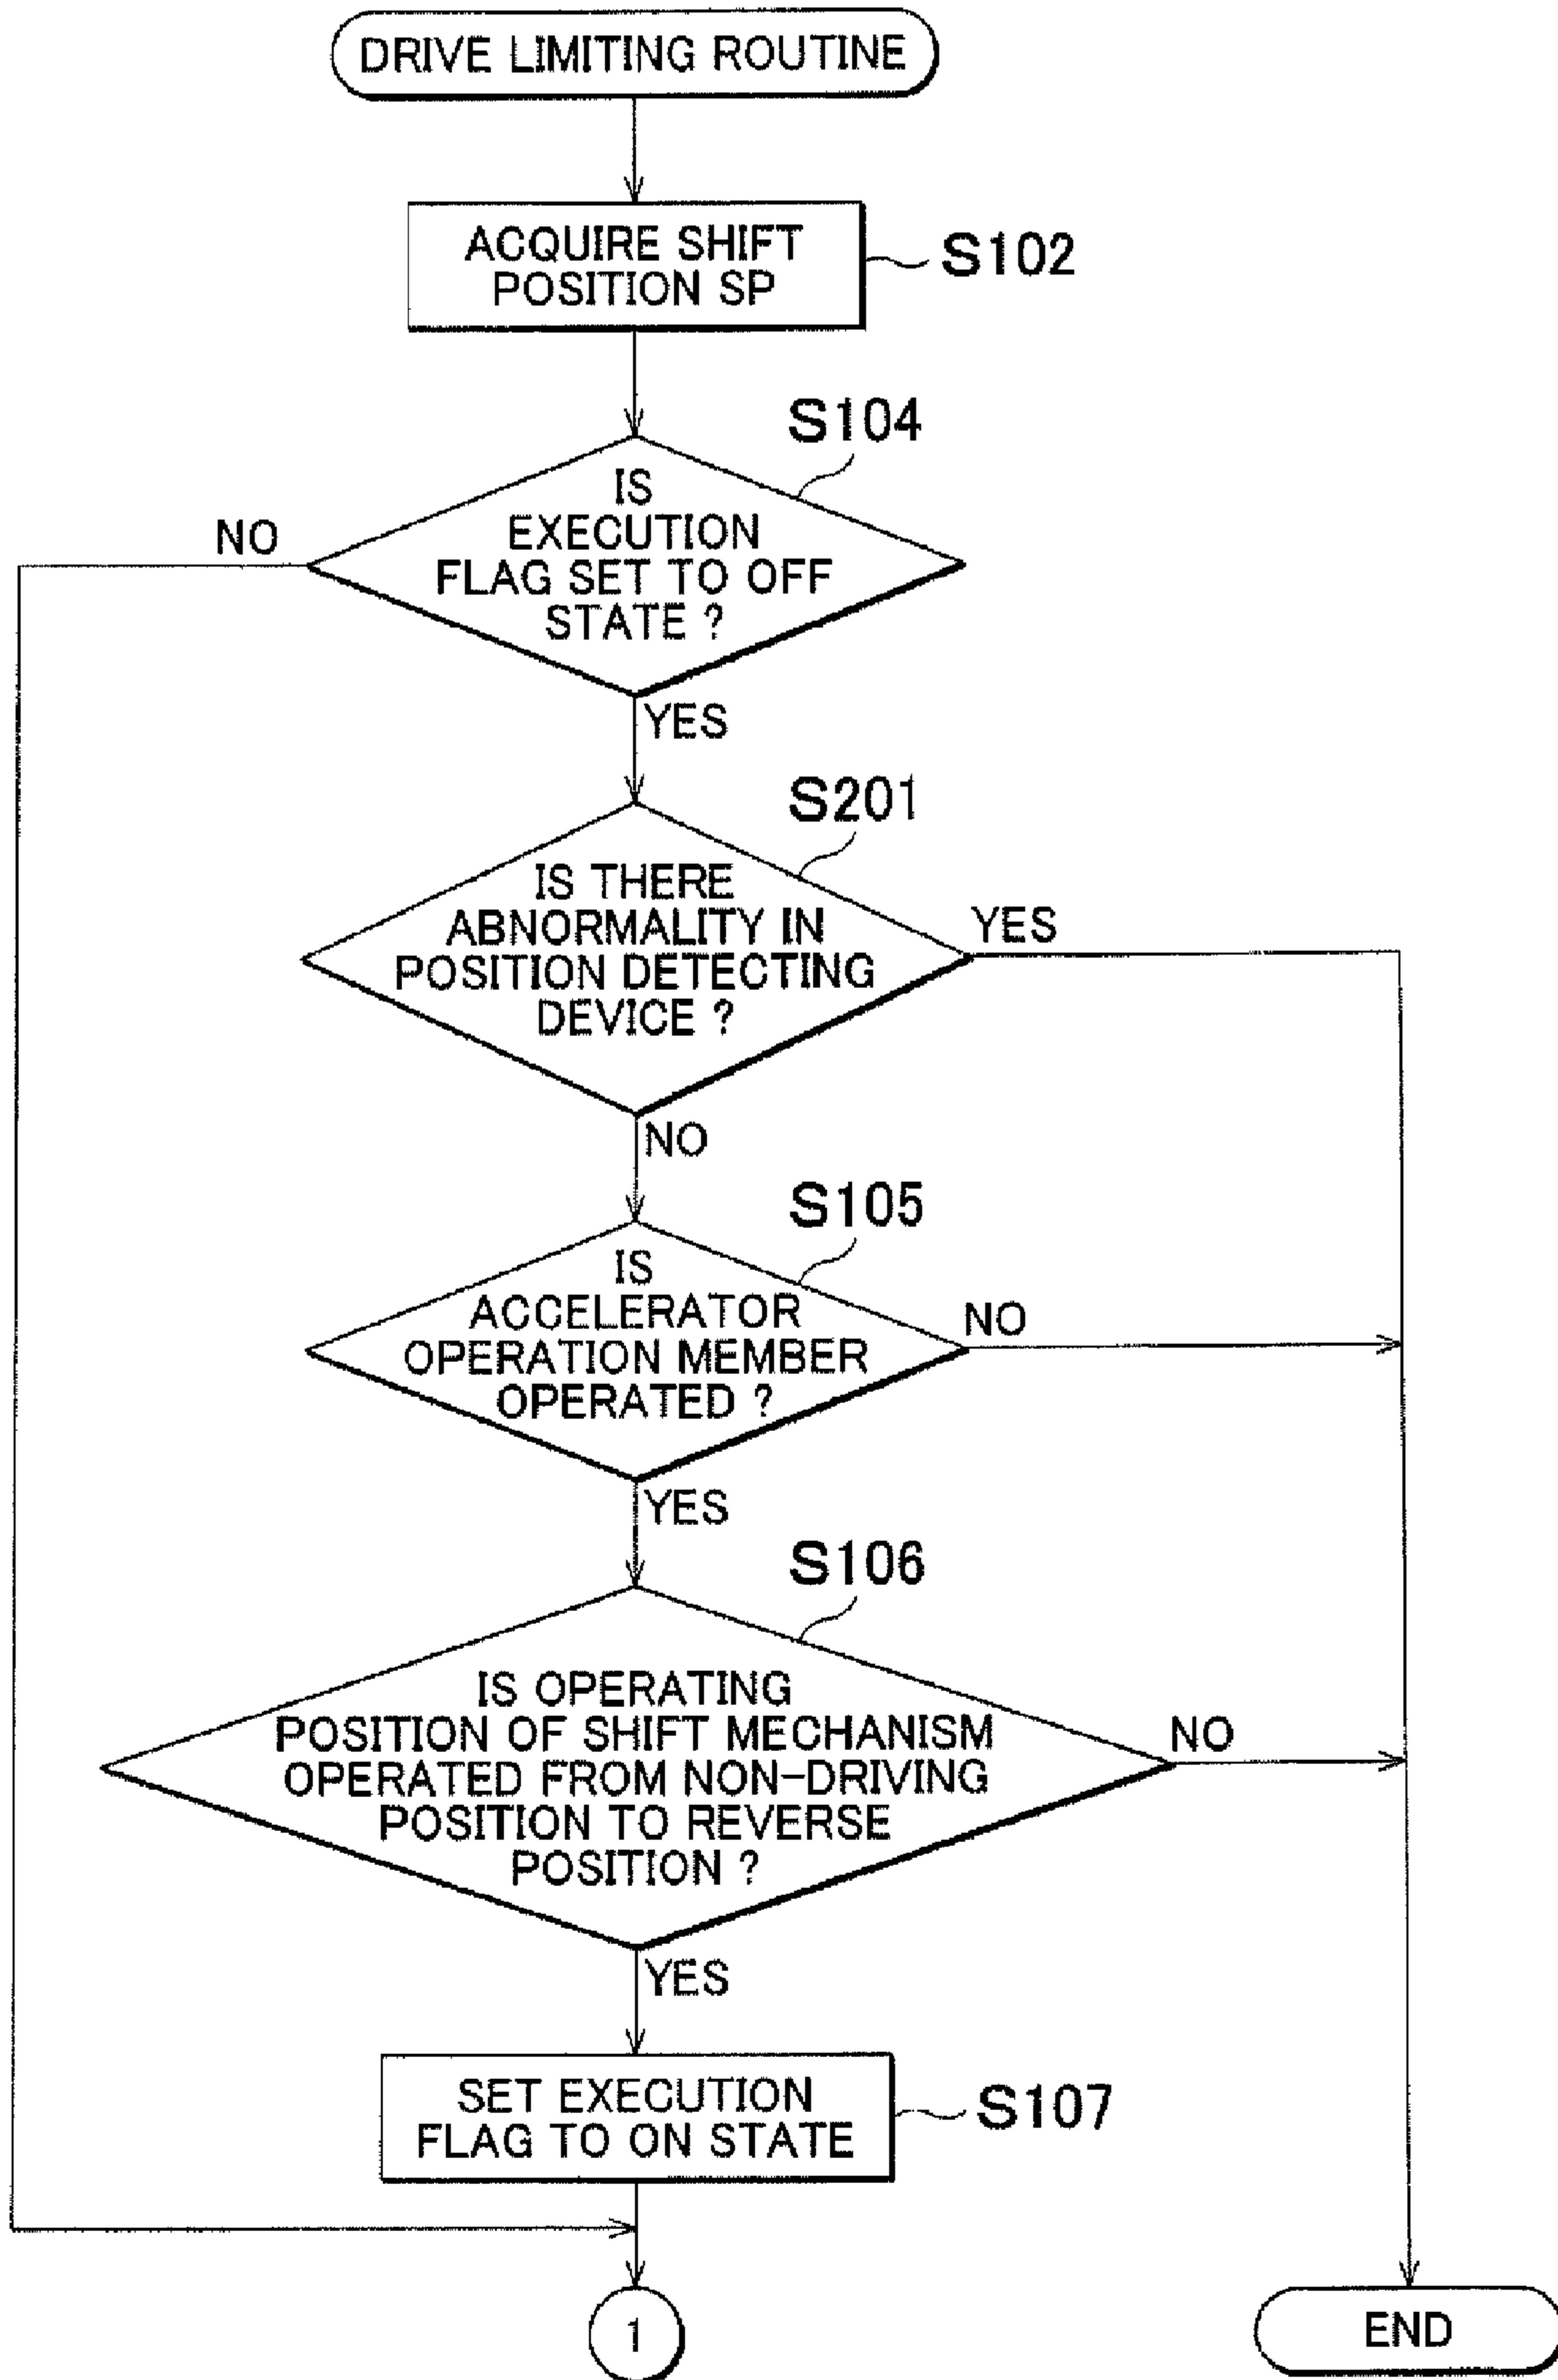 DRIVE LIMITING ROUTINE
ACQUIRE SHIFT
POSITION SP
S102
S104
IS
EXECUTION
FLAG SET TO OFF
STATE ?
NO
YES
S201
IS THERE
ABNORMALITY IN
POSITION DETECTING
DEVICE ?
YES
NO
S105
IS
ACCELERATOR
OPERATION MEMBER
OPERATED ?
NO
YES
S106
IS OPERATING
POSITION OF SHIFT MECHANISM
OPERATED FROM NON-DRIVING
POSITION TO REVERSE
POSITION ?
NO
YES
SET EXECUTION
FLAG TO ON STATE
S107
1
END